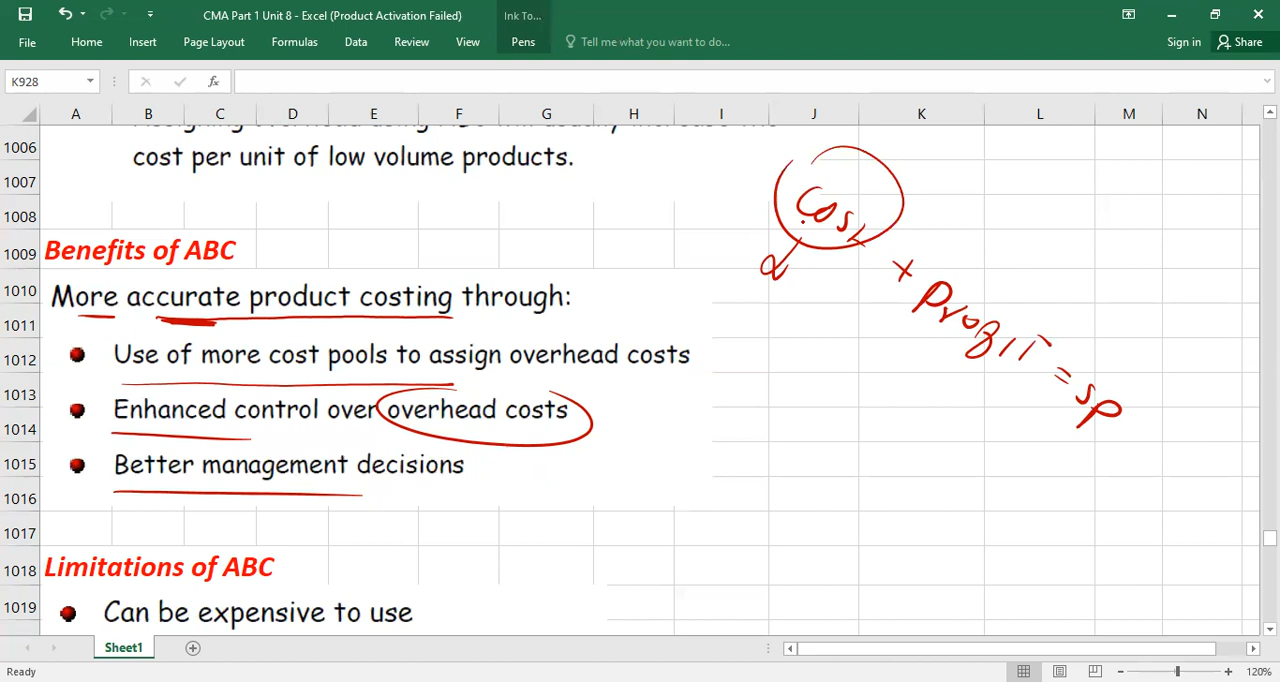 CMA Part 1 Unit 8 - Excel (Product Activation Failed)
Ink To...
File Home Insert Page Layout Formulas Data Review View Pens Tell me what you want to do... Sign in Share
K928
fx
A B C D E F G H I J K L M N
1006
cost per unit of low volume products.
1007
1008
Cost
+ Profit = SP
1009
Benefits of ABC
1010
More accurate product costing through:
1011
1012
Use of more cost pools to assign overhead costs
1013
Enhanced control over overhead costs
1014
1015
Better management decisions
1016
1017
1018
Limitations of ABC
1019
Can be expensive to use
Sheet1
Ready
120%